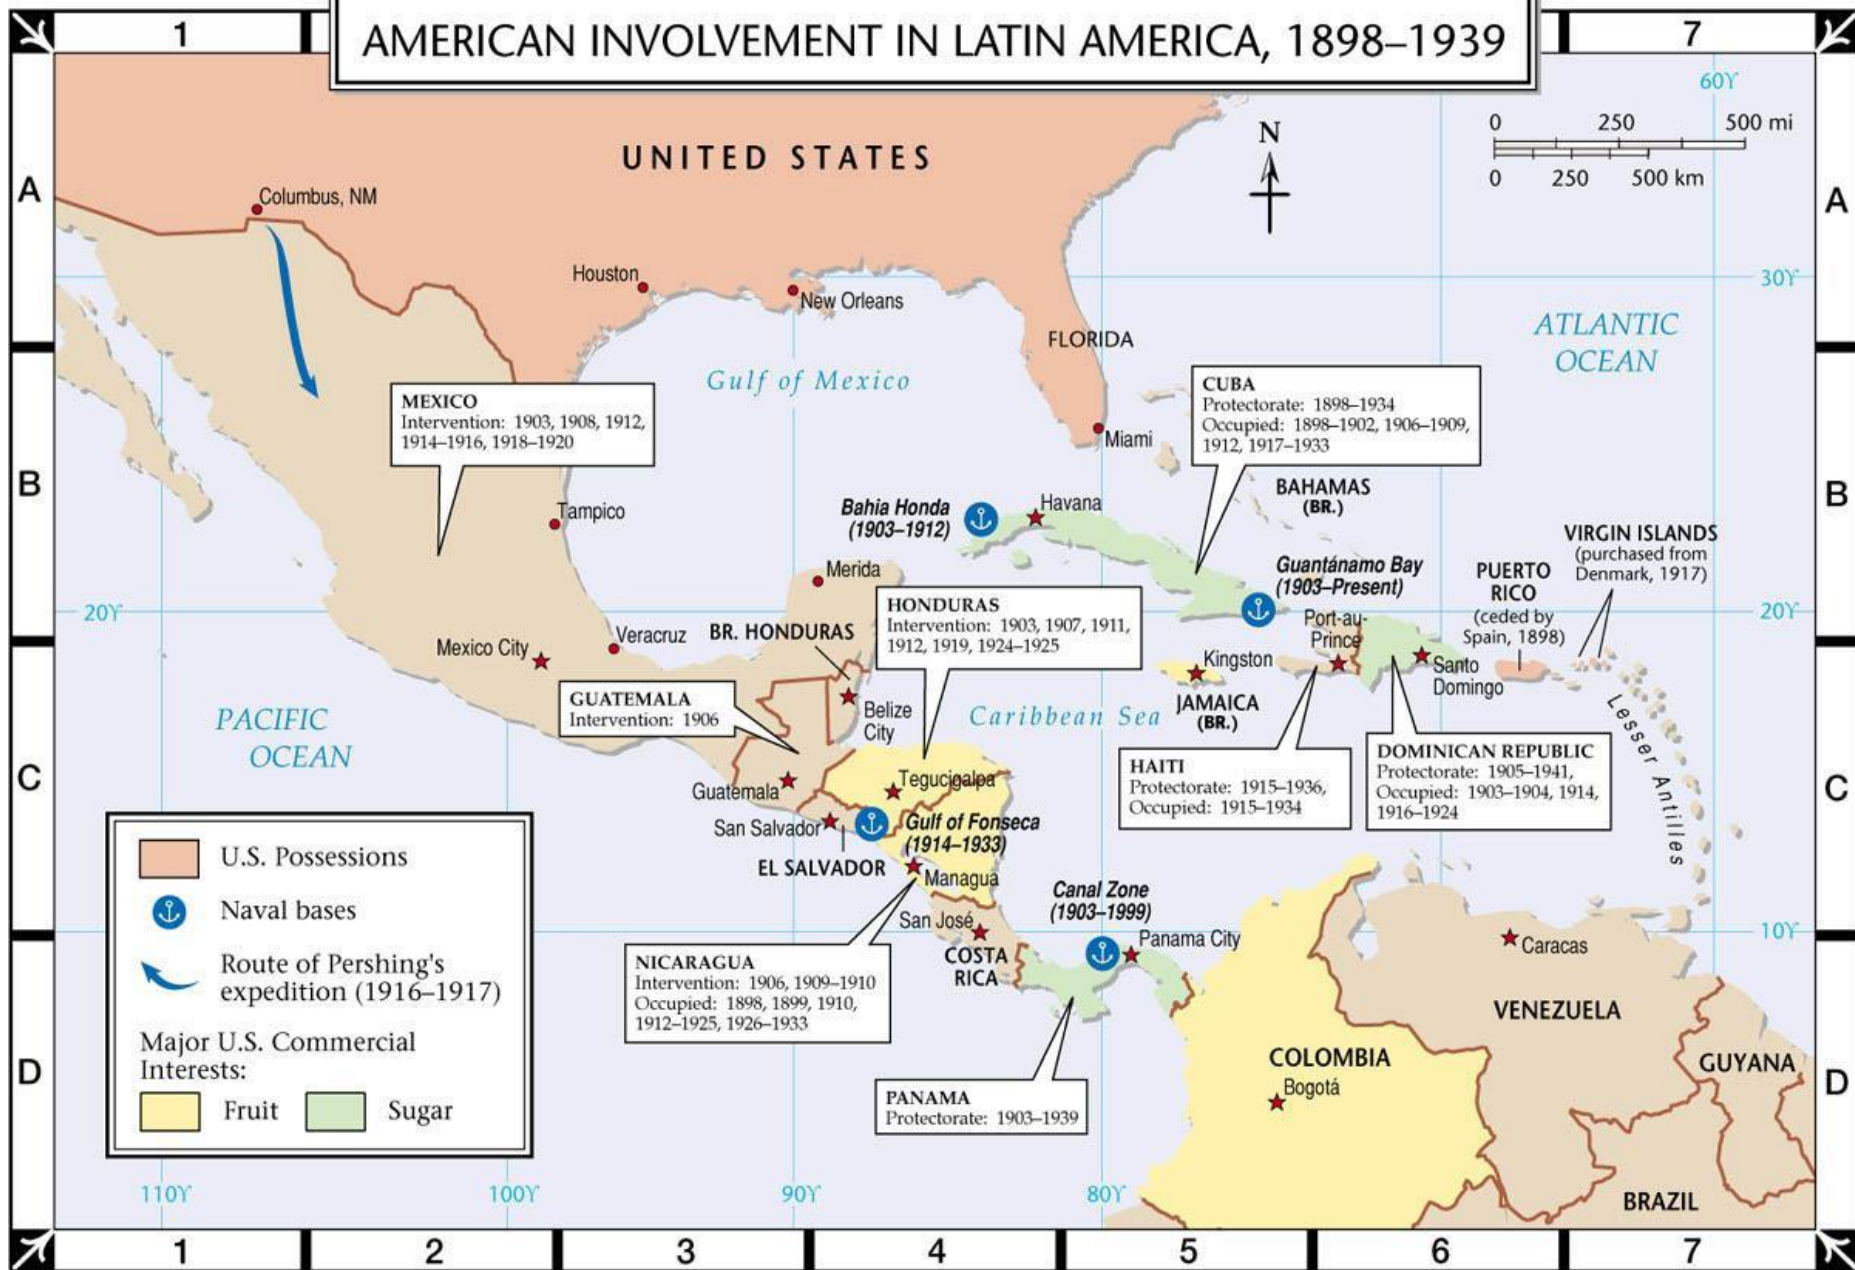 AMERICAN INVOLVEMENT IN LATIN AMERICA, 1898–1939
1
7
60ϒ
0 250 500 mi
0 250 500 km
N
A
A
UNITED STATES
Columbus, NM
Houston
New Orleans
30ϒ
FLORIDA
ATLANTIC
OCEAN
Gulf of Mexico
MEXICO
Intervention: 1903, 1908, 1912,
1914–1916, 1918–1920
CUBA
Protectorate: 1898–1934
Occupied: 1898–1902, 1906–1909,
1912, 1917–1933
Miami
B
B
Tampico
Bahia Honda
(1903–1912)
Havana
BAHAMAS
(BR.)
VIRGIN ISLANDS
(purchased from
Denmark, 1917)
Merida
Guantánamo Bay
(1903–Present)
PUERTO
RICO
(ceded by
Spain, 1898)
20ϒ
20ϒ
HONDURAS
Intervention: 1903, 1907, 1911,
1912, 1919, 1924–1925
Port-au-
Prince
Mexico City
Veracruz
BR. HONDURAS
Kingston
JAMAICA
(BR.)
Santo
Domingo
GUATEMALA
Intervention: 1906
Belize
City
Caribbean Sea
Lesser Antilles
PACIFIC
OCEAN
C
C
HAITI
Protectorate: 1915–1936,
Occupied: 1915–1934
DOMINICAN REPUBLIC
Protectorate: 1905–1941,
Occupied: 1903–1904, 1914,
1916–1924
Guatemala
Tegucigalpa
San Salvador
Gulf of Fonseca
(1914–1933)
EL SALVADOR
Managua
Canal Zone
(1903–1999)
San José
Panama City
10ϒ
Caracas
COSTA
RICA
NICARAGUA
Intervention: 1906, 1909–1910
Occupied: 1898, 1899, 1910,
1912–1925, 1926–1933
VENEZUELA
COLOMBIA
Bogotá
GUYANA
D
D
PANAMA
Protectorate: 1903–1939
BRAZIL
U.S. Possessions
Naval bases
Route of Pershing's
expedition (1916–1917)
Major U.S. Commercial
Interests:
Fruit
Sugar
110ϒ
100ϒ
90ϒ
80ϒ
1
2
3
4
5
6
7